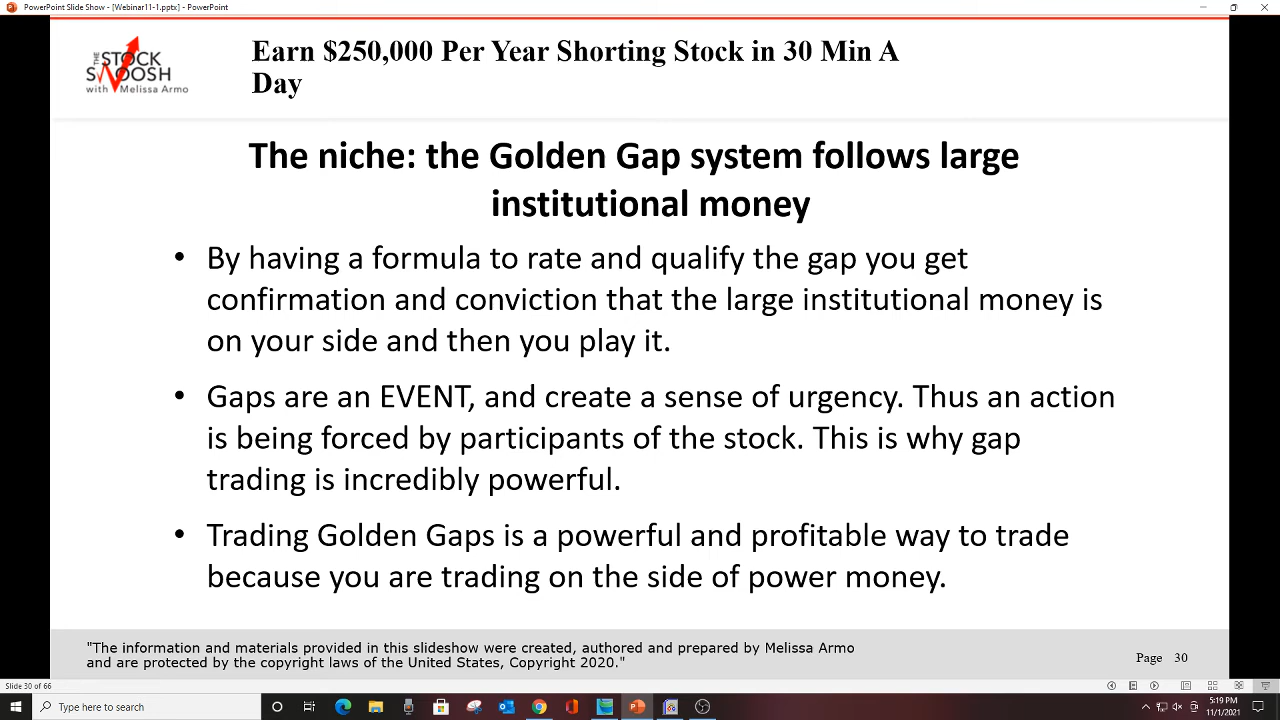 PowerPoint Slide Show - [Webinar11-1.pptx] - PowerPoint
THE
STOCK
SWOOSH
with Melissa Armo
Earn $250,000 Per Year Shorting Stock in 30 Min A
Day
The niche: the Golden Gap system follows large
institutional money
• By having a formula to rate and qualify the gap you get
confirmation and conviction that the large institutional money is
on your side and then you play it.
• Gaps are an EVENT, and create a sense of urgency. Thus an action
is being forced by participants of the stock. This is why gap
trading is incredibly powerful.
• Trading Golden Gaps is a powerful and profitable way to trade
because you are trading on the side of power money.
"The information and materials provided in this slideshow were created, authored and prepared by Melissa Armo
and are protected by the copyright laws of the United States, Copyright 2020."
Page 30
Slide 30 of 66
Type here to search
5:19 PM
11/1/2021